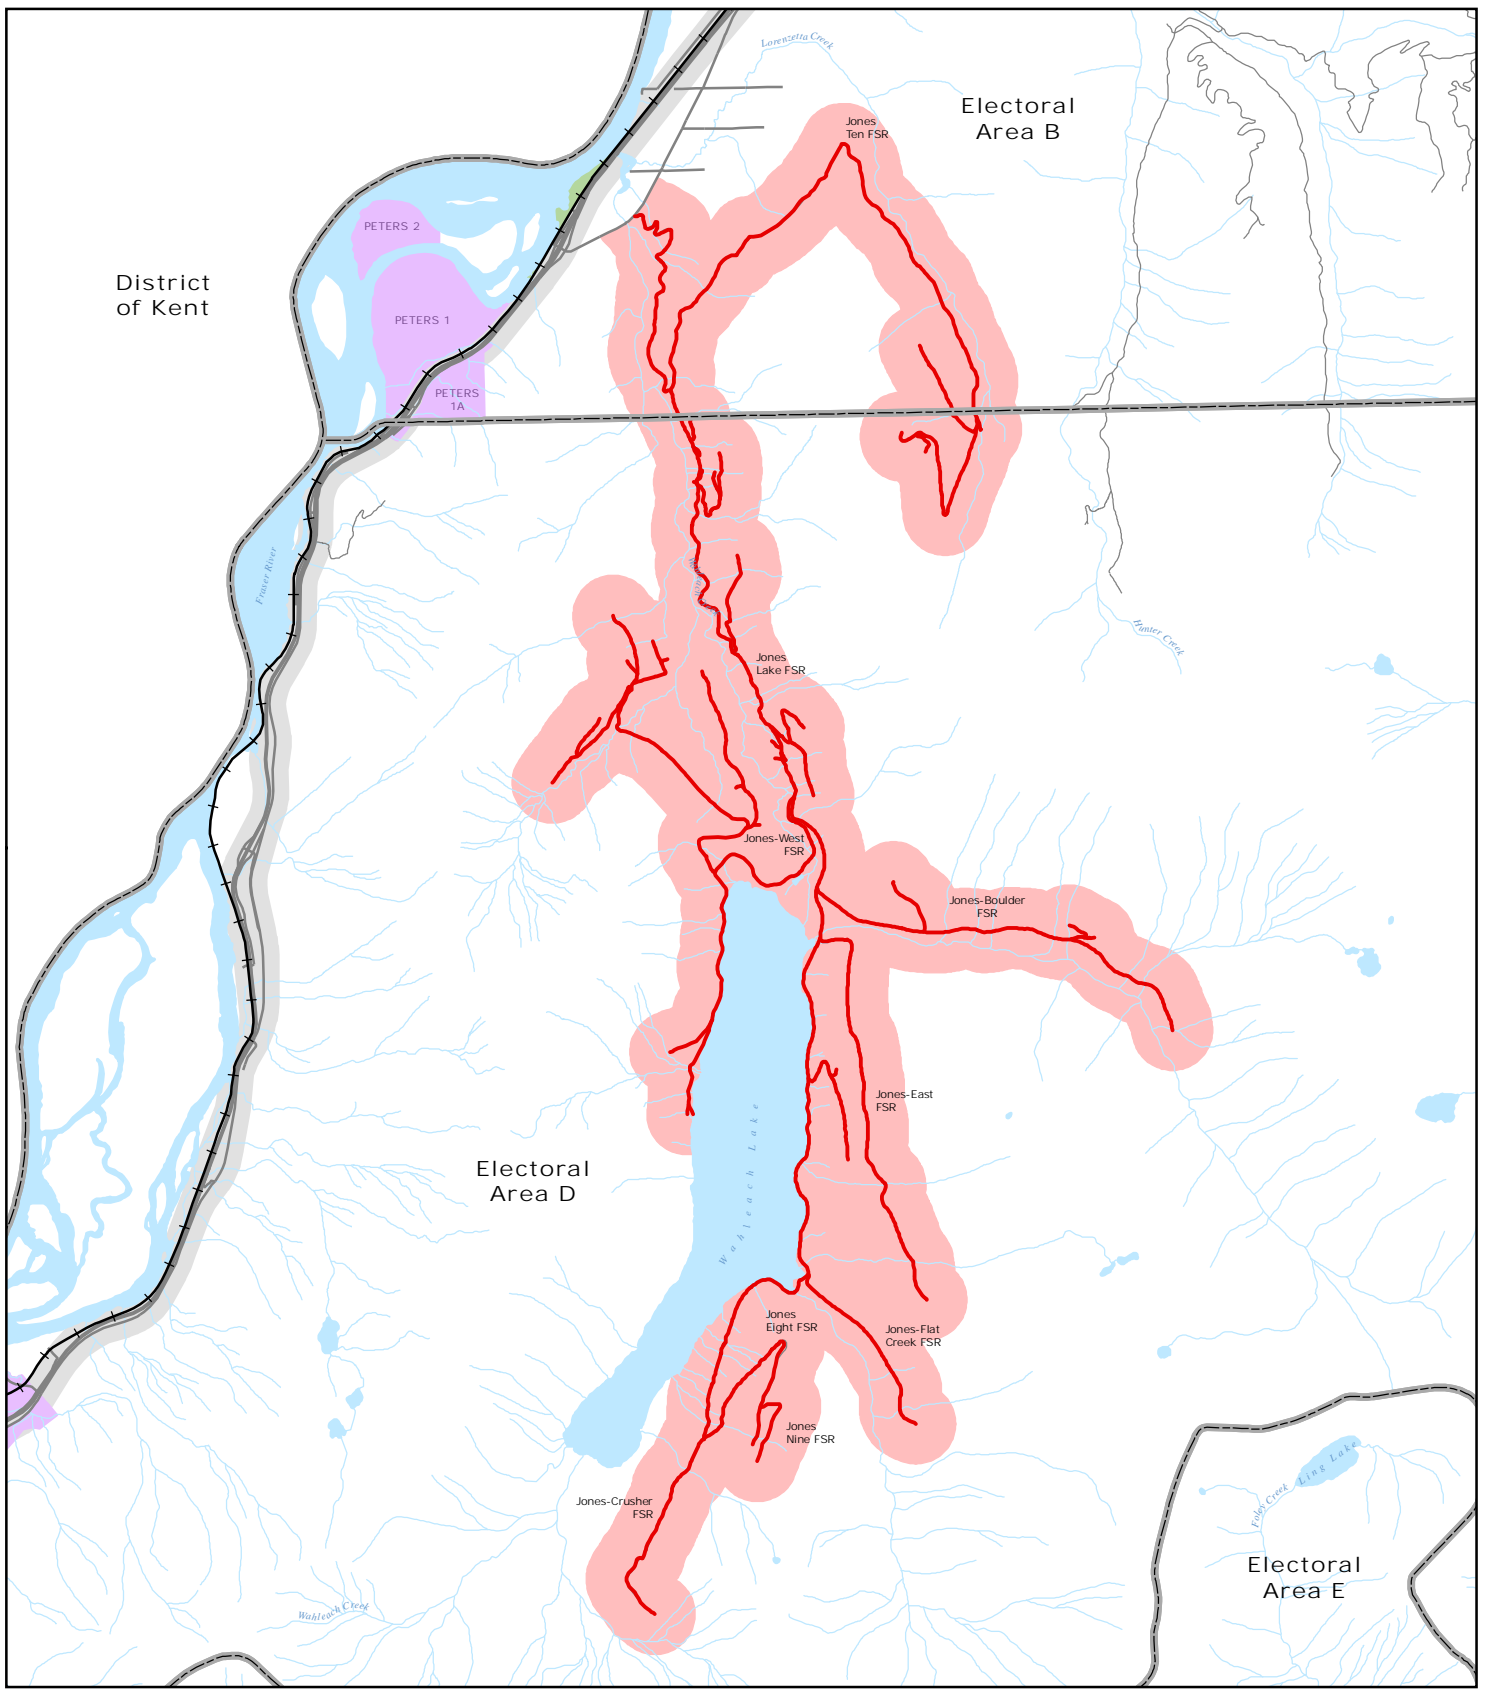 Lorenzetta Creek
Electoral
Area B
Jones
Ten FSR
PETERS 2
District
of Kent
PETERS 1
PETERS
1A
Fraser River
Hunter Creek
Jones
Lake FSR
Jones-West
FSR
Jones-Boulder
FSR
Jones-East
FSR
Wahleach Lake
Electoral
Area D
Jones
Eight FSR
Jones-Flat
Creek FSR
Jones
Nine FSR
Jones-Crusher
FSR
Ling Lake
Foley Creek
Electoral
Area E
Wahleach Creek